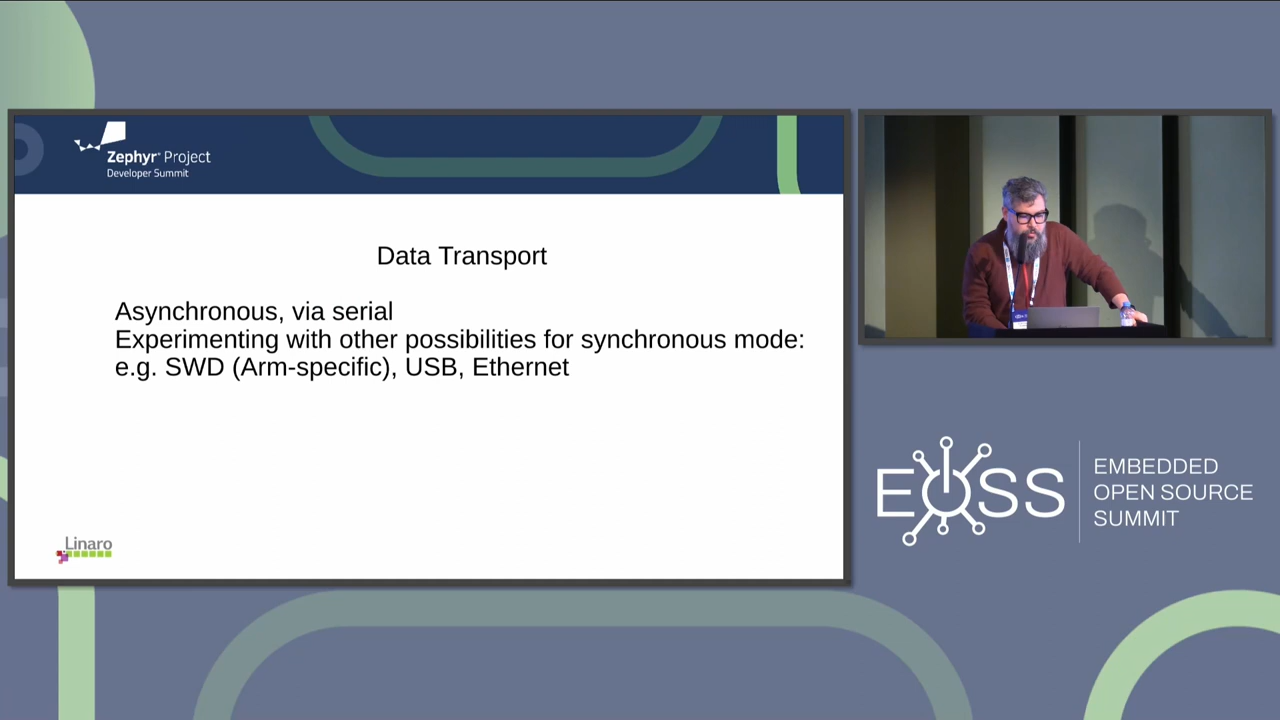 Zephyr® Project
Developer Summit
Data Transport
Asynchronous, via serial
Experimenting with other possibilities for synchronous mode:
e.g. SWD (Arm-specific), USB, Ethernet
Linaro
EOSS
EMBEDDED
OPEN SOURCE
SUMMIT